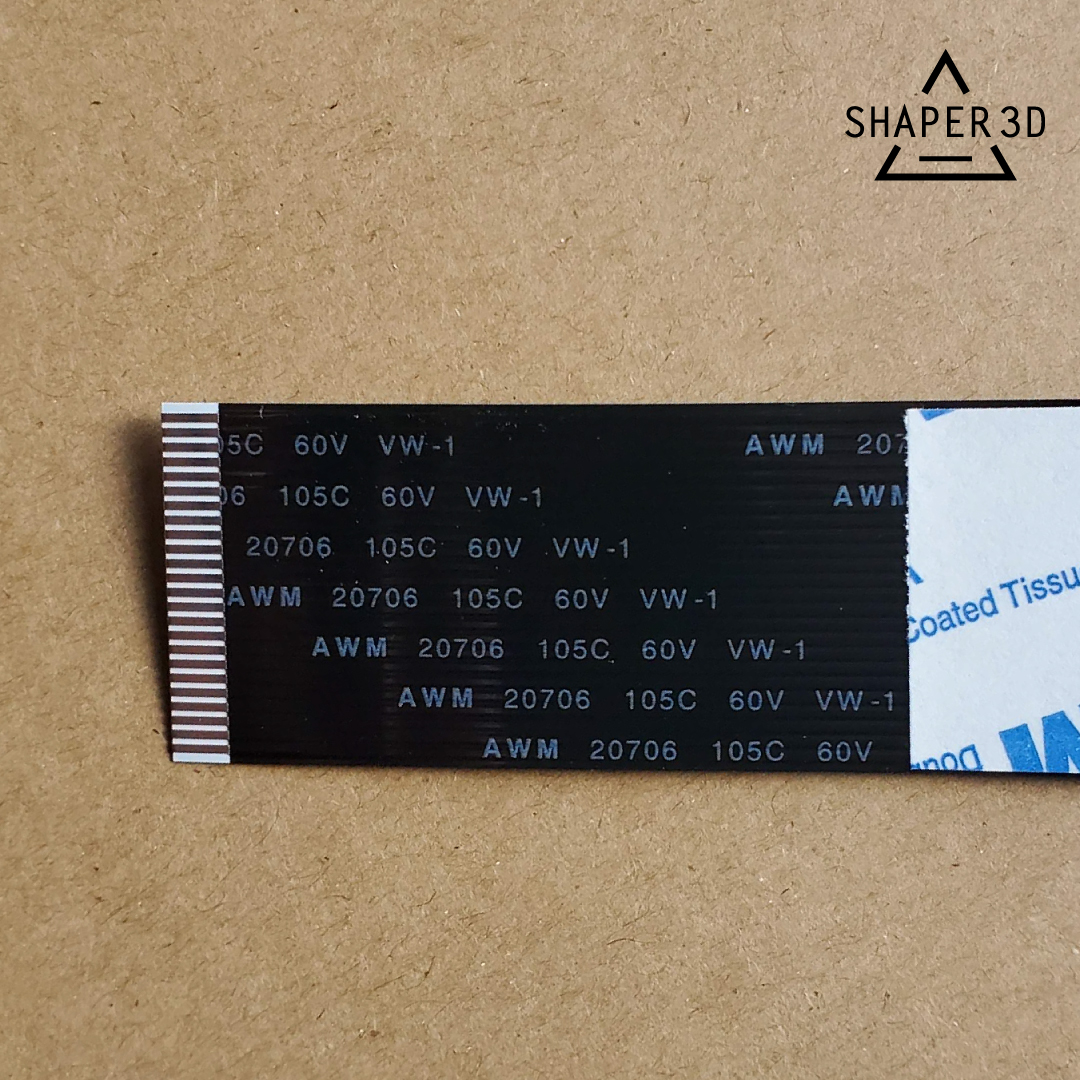 SHAPER 3D
05C 60V VW-1 AWM 207
06 105C 60V VW-1 AWM
20706 105C 60V VW-1
AWM 20706 105C 60V VW-1
AWM 20706 105C 60V VW-1
AWM 20706 105C 60V VW-1
AWM 20706 105C 60V
Coated Tissu